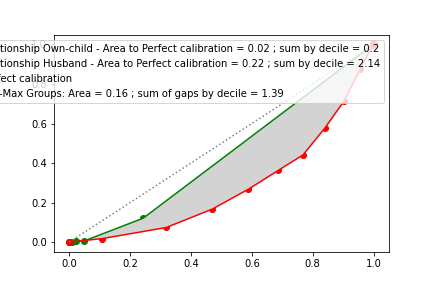 tionship Own-child - Area to Perfect calibration = 0.02 ; sum by decile = 0.2
tionship Husband - Area to Perfect calibration = 0.22 ; sum by decile = 2.14
fect calibration
-Max Groups: Area = 0.16 ; sum of gaps by decile = 1.39
1.0
0.8
0.6
0.4
0.2
0.0
0.0 0.2 0.4 0.6 0.8 1.0